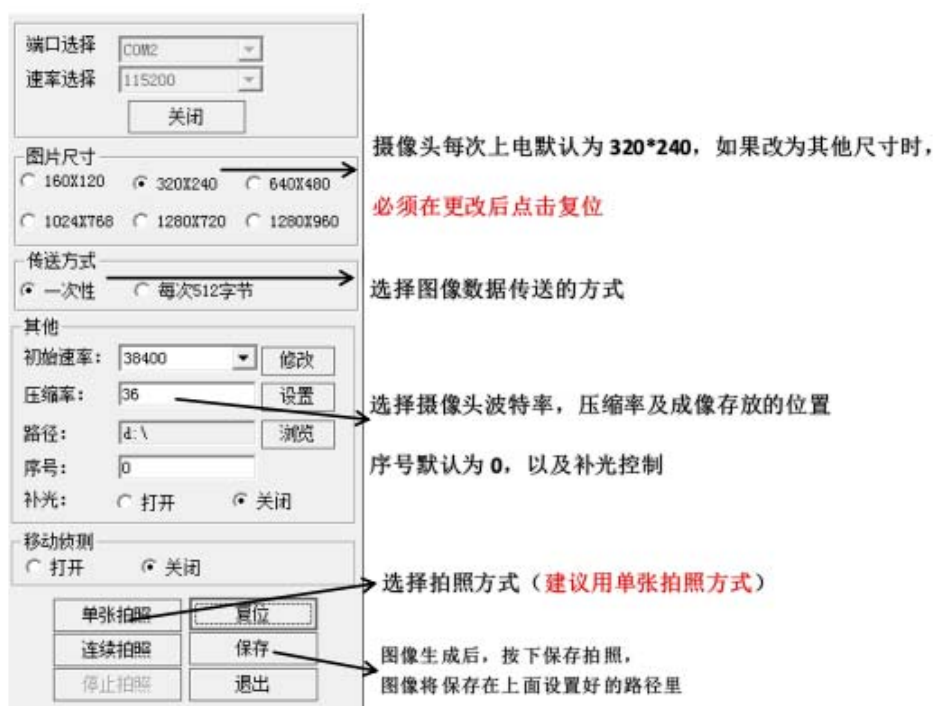 端口选择 COM2
速率选择 115200
关闭
图片尺寸
160X120 320X240 640X480
1024X768 1280X720 1280X960
摄像头每次上电默认为 320*240，如果改为其他尺寸时，
必须在更改后点击复位
传送方式
一次性 每次512字节
选择图像数据传送的方式
其他
初始速率： 38400 修改
压缩率： 36 设置
路径： d:\ 浏览
序号： 0
补光： 打开 关闭
选择摄像头波特率，压缩率及成像存放的位置
序号默认为 0，以及补光控制
移动侦测
打开 关闭
选择拍照方式（建议用单张拍照方式）
单张拍照 复位
连续拍照 保存
停止拍照 退出
图像生成后，按下保存拍照，
图像将保存在上面设置好的路径里